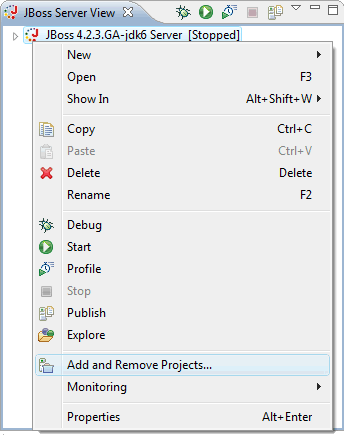 JBoss Server View
JBoss 4.2.3.GA-jdk6 Server [Stopped]
New
Open F3
Show In Alt+Shift+W
Copy Ctrl+C
Paste Ctrl+V
Delete Delete
Rename F2
Debug
Start
Profile
Stop
Publish
Explore
Add and Remove Projects...
Monitoring
Properties Alt+Enter